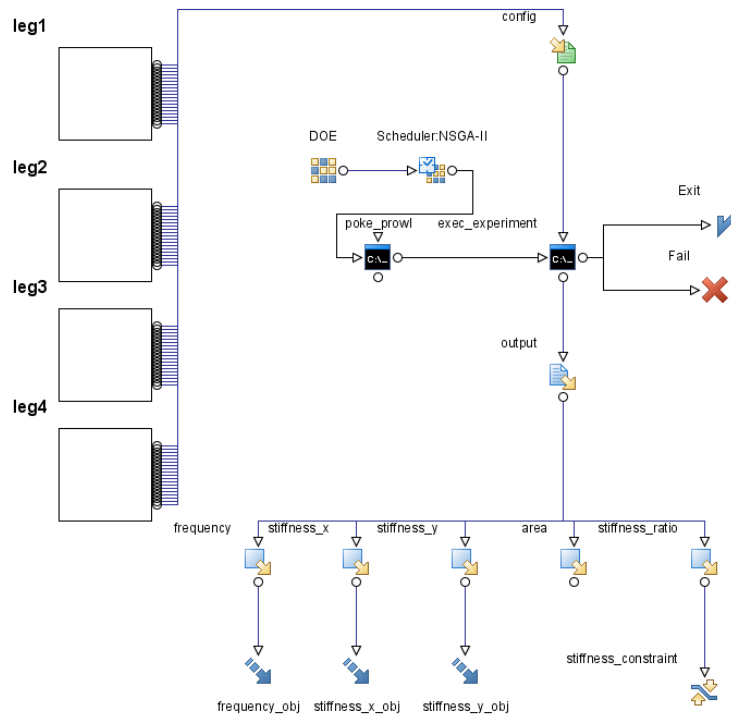 leg1
config
DOE
Scheduler:NSGA-II
leg2
Exit
poke_prowl
exec_experiment
C:\_
C:\_
Fail
leg3
output
leg4
frequency
stiffness_x
stiffness_y
area
stiffness_ratio
stiffness_constraint
frequency_obj
stiffness_x_obj
stiffness_y_obj